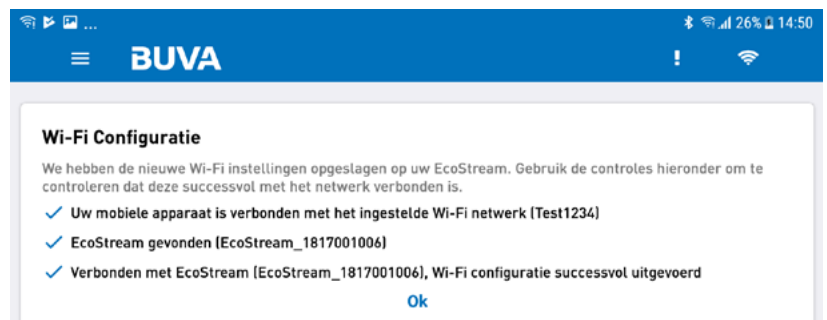 ... 26% 14:50
BUVA !
Wi-Fi Configuratie
We hebben de nieuwe Wi-Fi instellingen opgeslagen op uw EcoStream. Gebruik de controles hieronder om te
controleren dat deze successvol met het netwerk verbonden is.
Uw mobiele apparaat is verbonden met het ingestelde Wi-Fi netwerk (Test1234)
EcoStream gevonden (EcoStream_1817001006)
Verbonden met EcoStream (EcoStream_1817001006), Wi-Fi configuratie successvol uitgevoerd
Ok